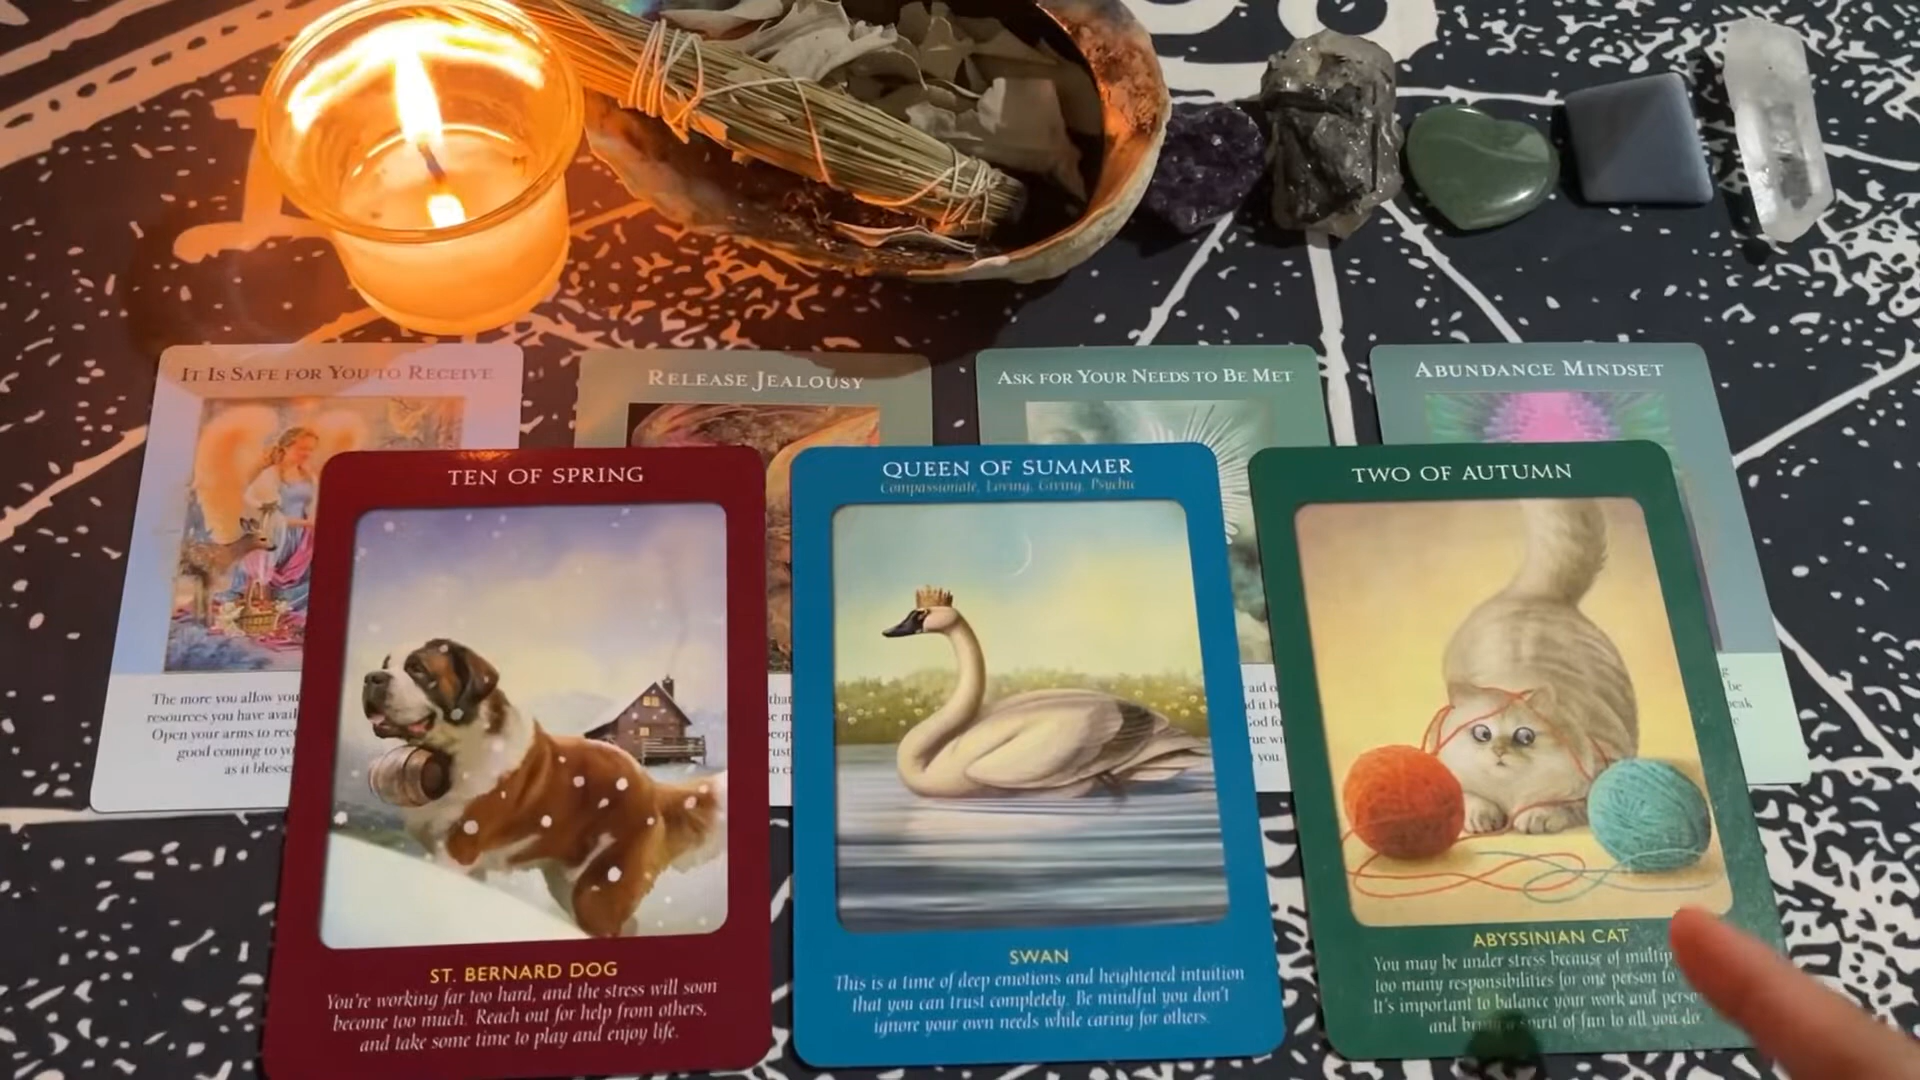 IT IS SAFE FOR YOU TO RECEIVE
RELEASE JEALOUSY
ASK FOR YOUR NEEDS TO BE MET
ABUNDANCE MINDSET
The more you allow you
resources you have avail
Open your arms to rec
good coming to yo
as it blesse
TEN OF SPRING
ST. BERNARD DOG
You're working far too hard, and the stress will soon
become too much. Reach out for help from others,
and take some time to play and enjoy life.
QUEEN OF SUMMER
Compassionate, Loving, Giving, Psychic
SWAN
This is a time of deep emotions and heightened intuition
that you can trust completely. Be mindful you don't
ignore your own needs while caring for others.
TWO OF AUTUMN
ABYSSINIAN CAT
You may be under stress because of multip
too many responsibilities for one person to
It's important to balance your work and perso
and bring a spirit of fun to all you do.